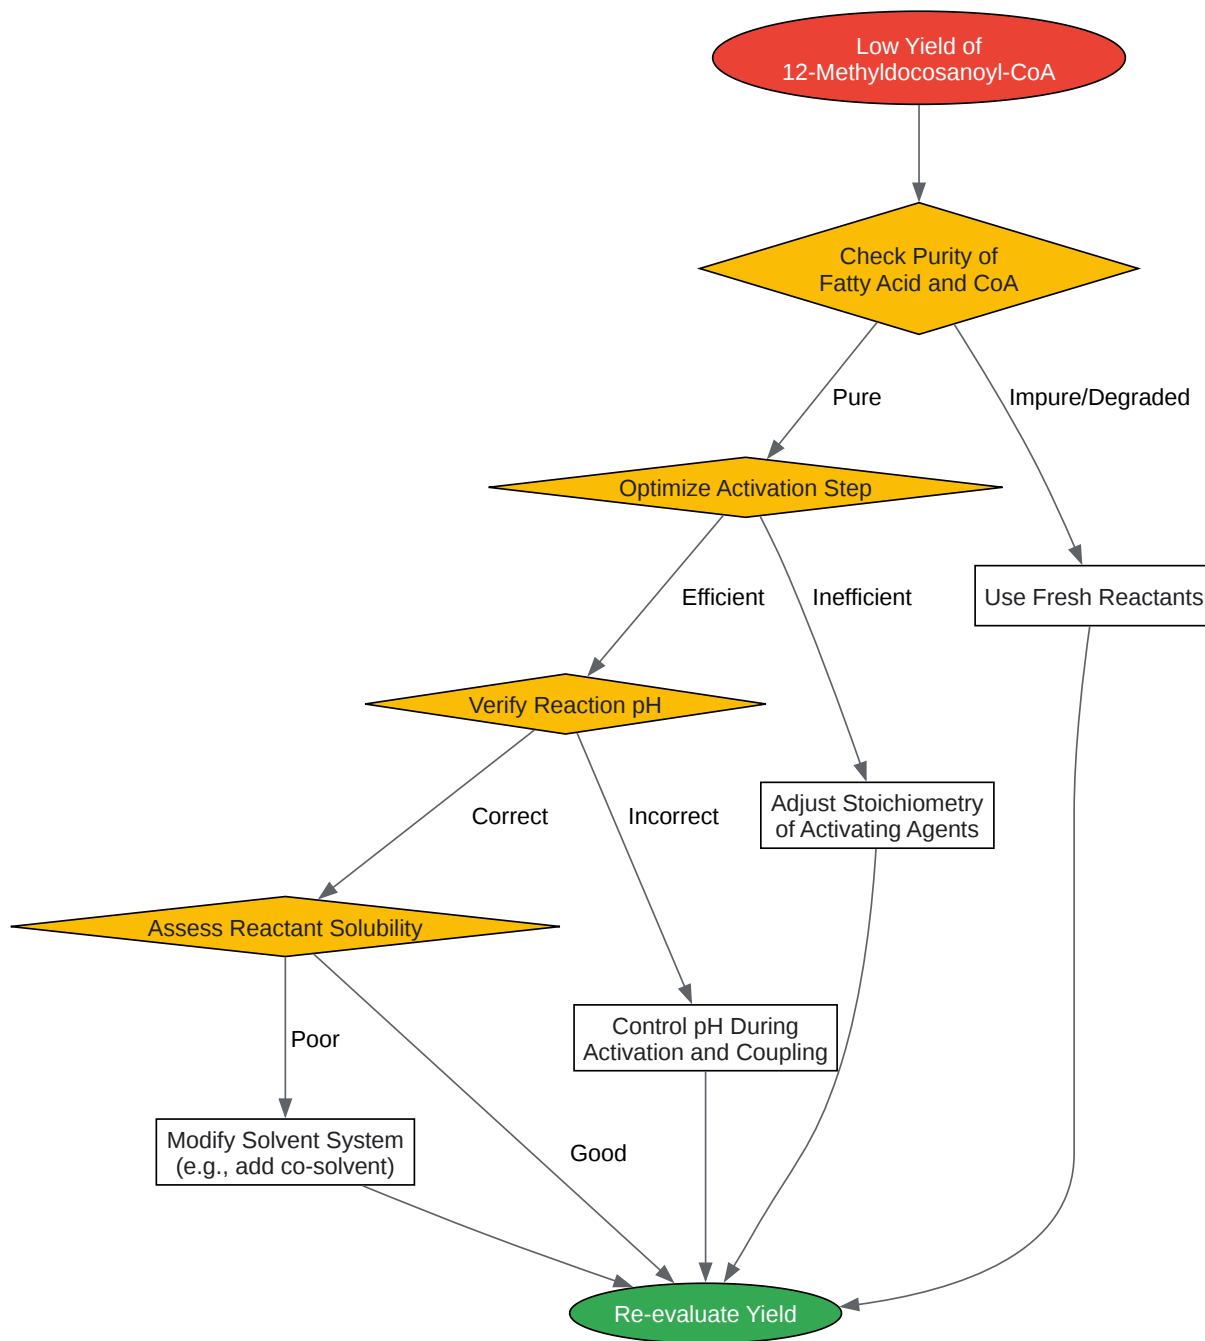 Low Yield of
12-Methyldocosanoyl-CoA
Check Purity of
Fatty Acid and CoA
Pure
Impure/Degraded
Optimize Activation Step
Efficient
Inefficient
Use Fresh Reactants
Verify Reaction pH
Correct
Incorrect
Adjust Stoichiometry
of Activating Agents
Assess Reactant Solubility
Poor
Control pH During
Activation and Coupling
Modify Solvent System
(e.g., add co-solvent)
Good
Re-evaluate Yield